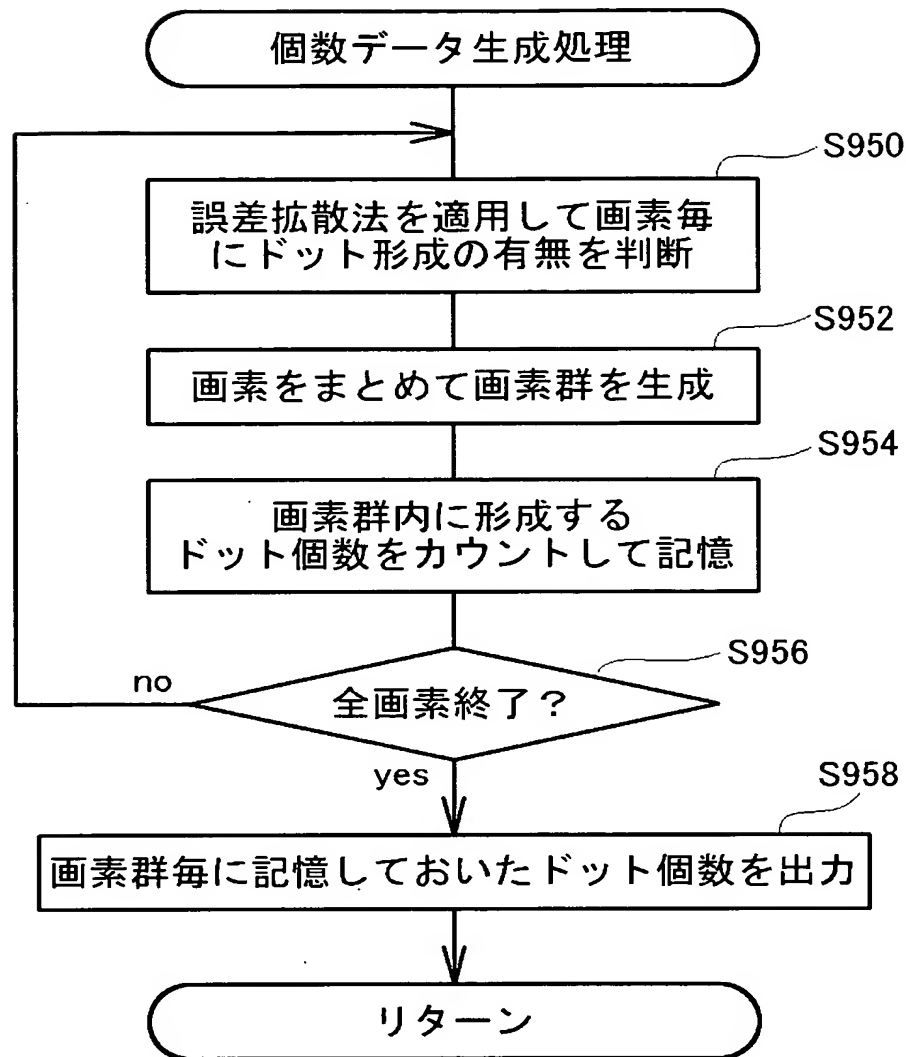 個数データ生成処理
S950
誤差拡散法を適用して画素毎
にドット形成の有無を判断
S952
画素をまとめて画素群を生成
S954
画素群内に形成する
ドット個数をカウントして記憶
S956
no
全画素終了？
yes
S958
画素群毎に記憶しておいたドット個数を出力
リターン